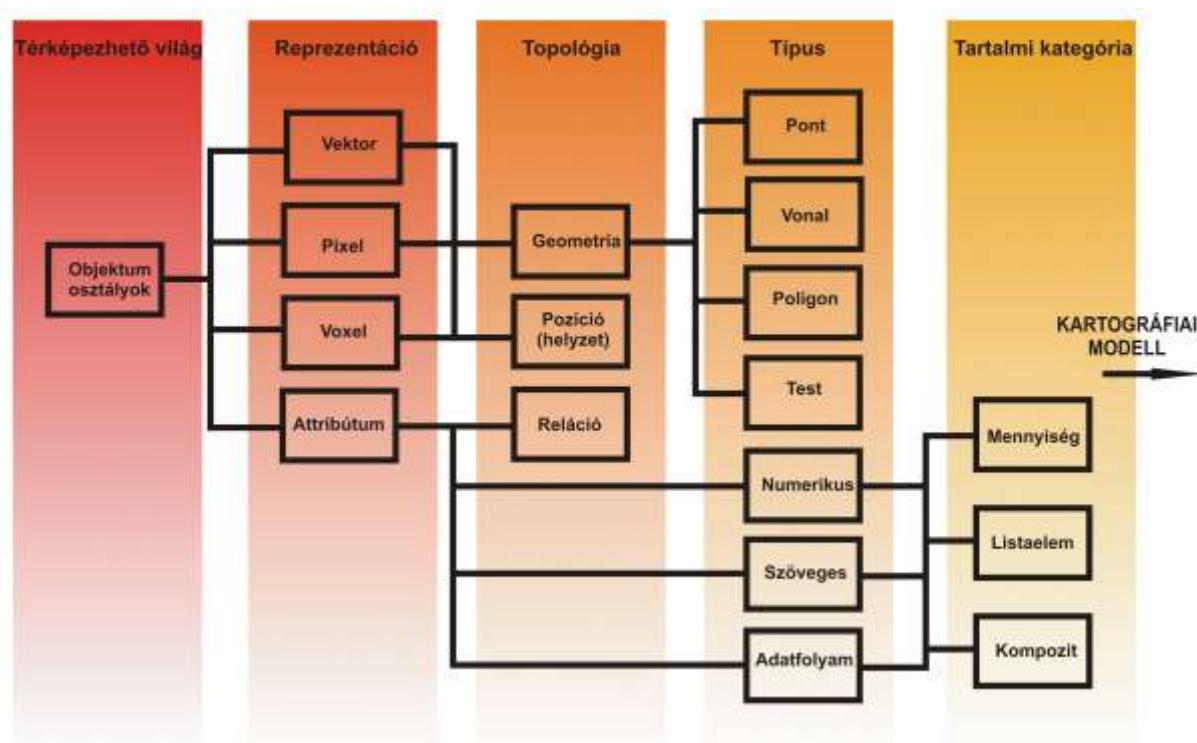 Térképezhető világ
Reprezentáció
Topológia
Típus
Tartalmi kategória
Objektum
osztályok
Vektor
Pixel
Voxel
Attribútum
Geometria
Pozíció
(helyzet)
Reláció
Pont
Vonal
Poligon
Test
Numerikus
Szöveges
Adatfolyam
Mennyiség
Listaelem
Kompozit
KARTOGRÁFIAI
MODELL